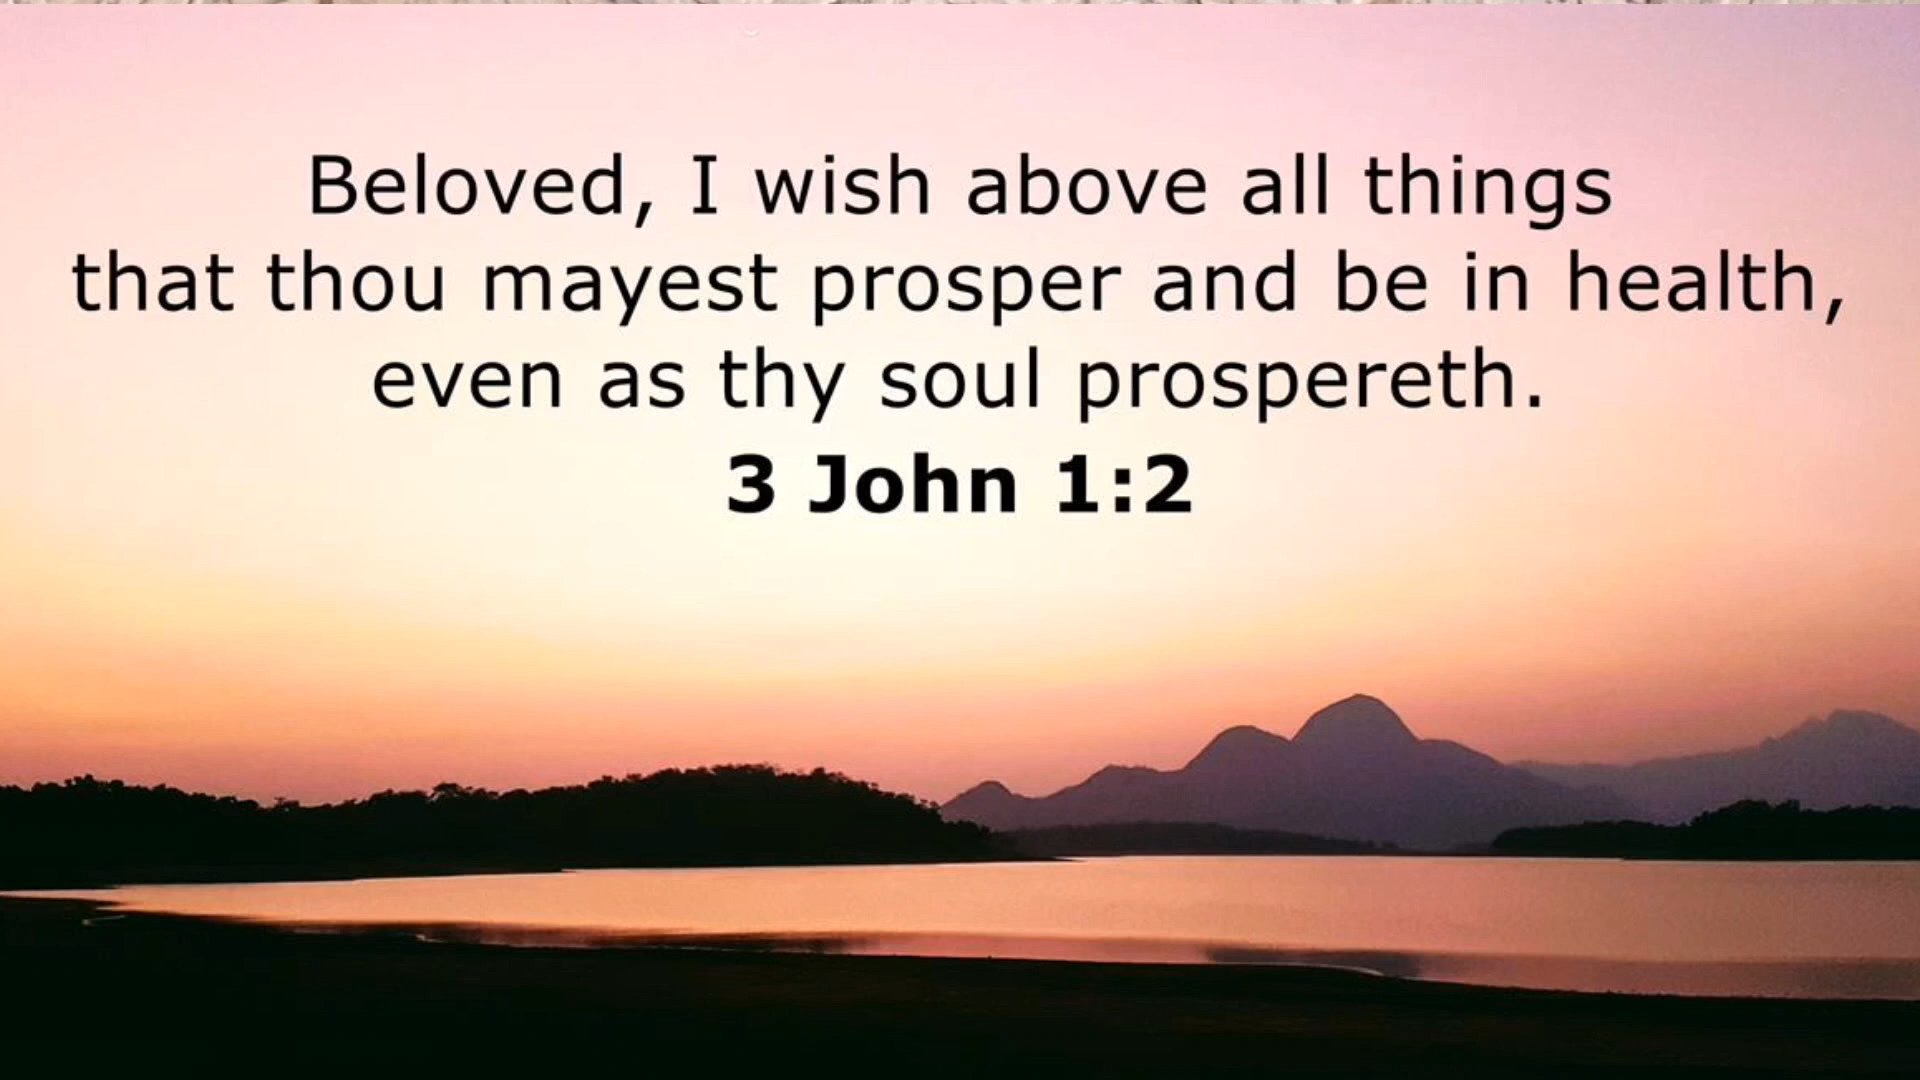 Beloved, I wish above all things
that thou mayest prosper and be in health,
even as thy soul prospereth.
3 John 1:2